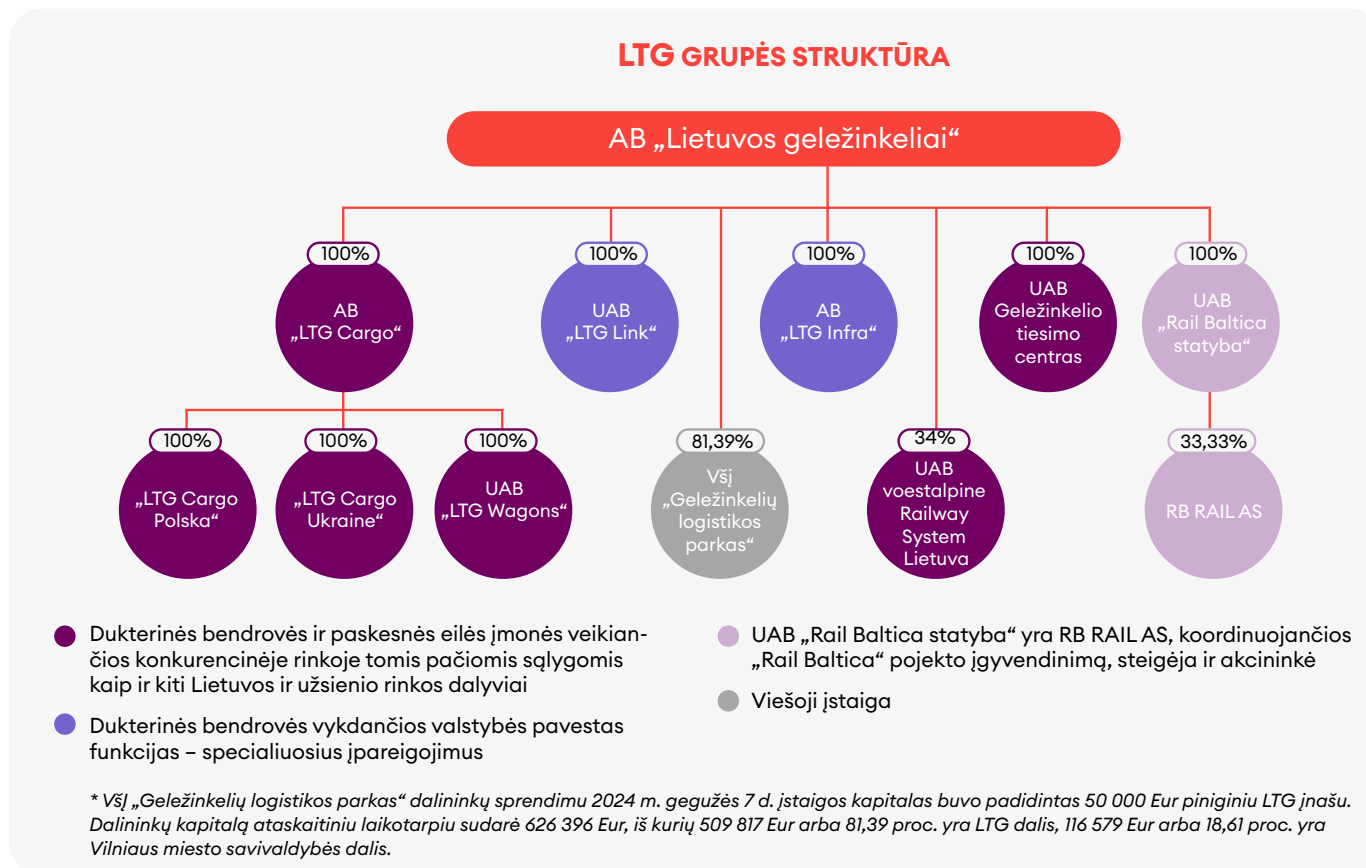 LTG GRUPĖS STRUKTŪRA
AB „Lietuvos geležinkeliai“
100%
AB
„LTG Cargo“
100%
UAB
„LTG Link“
100%
AB
„LTG Infra“
100%
UAB
Geležinkelio
tiesimo
centras
100%
UAB
„Rail Baltica
statyba“
100%
„LTG Cargo
Polska“
100%
„LTG Cargo
Ukraine“
100%
UAB
„LTG Wagons“
81,39%
Všį
„Geležinkelių
logistikos
parkas“
34%
UAB
voestalpine
Railway
System
Lietuva
33,33%
RB RAIL AS
Dukterinės bendrovės ir paskesnės eilės įmonės veikian-
čios konkurencinėje rinkoje tomis pačiomis sąlygomis
kaip ir kiti Lietuvos ir užsienio rinkos dalyviai
Dukterinės bendrovės vykdančios valstybės pavestas
funkcijas – specialiuosius įpareigojimus
UAB „Rail Baltica statyba“ yra RB RAIL AS, koordinuojančios
„Rail Baltica“ pojekto įgyvendinimą, steigėja ir akcininkė
Viešoji įstaiga
* VšĮ „Geležinkelių logistikos parkas“ dalininkų sprendimu 2024 m. gegužės 7 d. įstaigos kapitalas buvo padidintas 50 000 Eur piniginiu LTG įnašu.
Dalininkų kapitalą ataskaitiniu laikotarpiu sudarė 626 396 Eur, iš kurių 509 817 Eur arba 81,39 proc. yra LTG dalis, 116 579 Eur arba 18,61 proc. yra
Vilniaus miesto savivaldybės dalis.